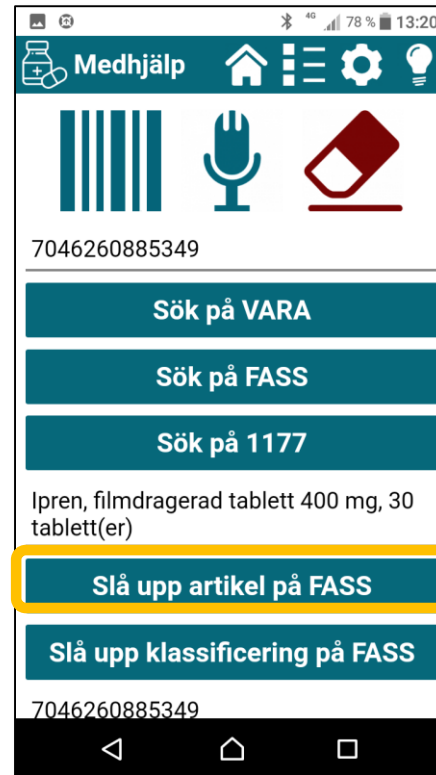 4G 78 % 13:20
Medhjälp
7046260885349
Sök på VARA
Sök på FASS
Sök på 1177
Ipren, filmdragerad tablett 400 mg, 30
tablett(er)
Slå upp artikel på FASS
Slå upp klassificering på FASS
7046260885349